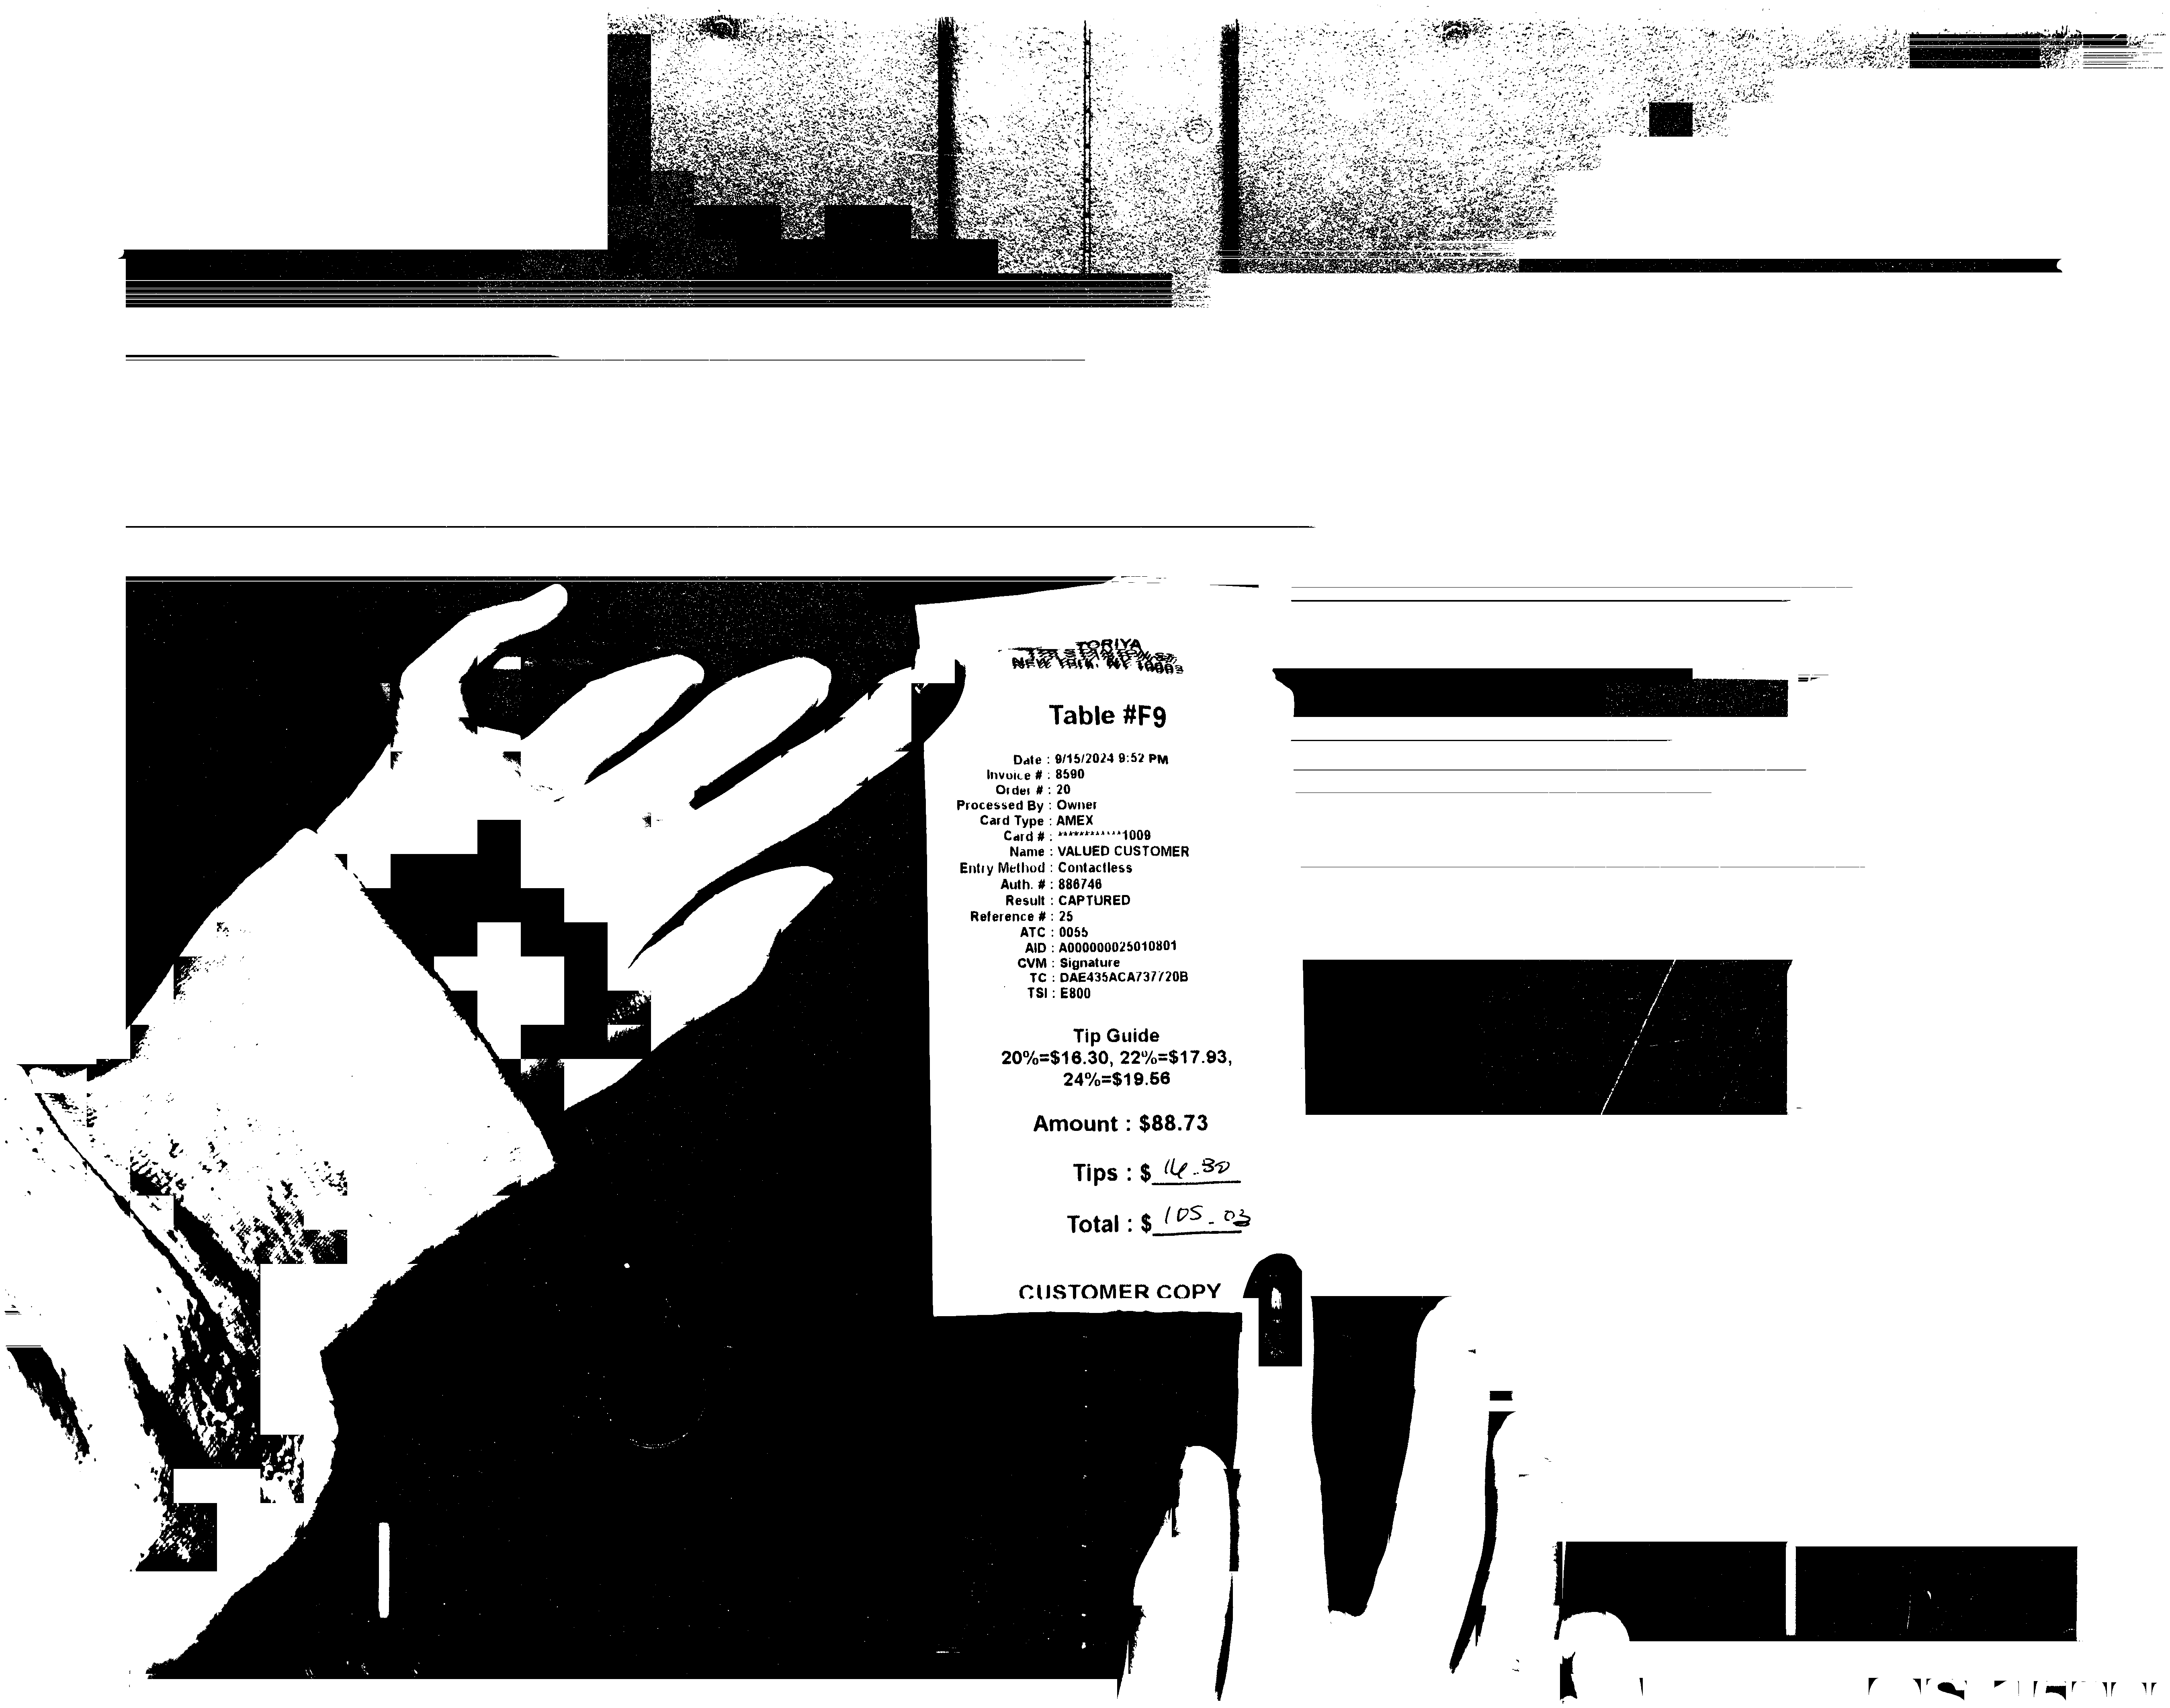 TORIYA
NEW YORK, NY 10003
Table #F9
Date : 9/15/2024 9:52 PM
Invoice # : 8590
Order # : 20
Processed By : Owner
Card Type : AMEX
Card # : ************1009
Name : VALUED CUSTOMER
Entry Method : Contactless
Auth. # : 886746
Result : CAPTURED
Reference # : 25
ATC : 0055
AID : A000000025010801
CVM : Signature
TC : DAE435ACA737720B
TSI : E800
Tip Guide
20%=$16.30, 22%=$17.93,
24%=$19.56
Amount : $88.73
Tips : $ 16.30
Total : $ 105.03
CUSTOMER COPY